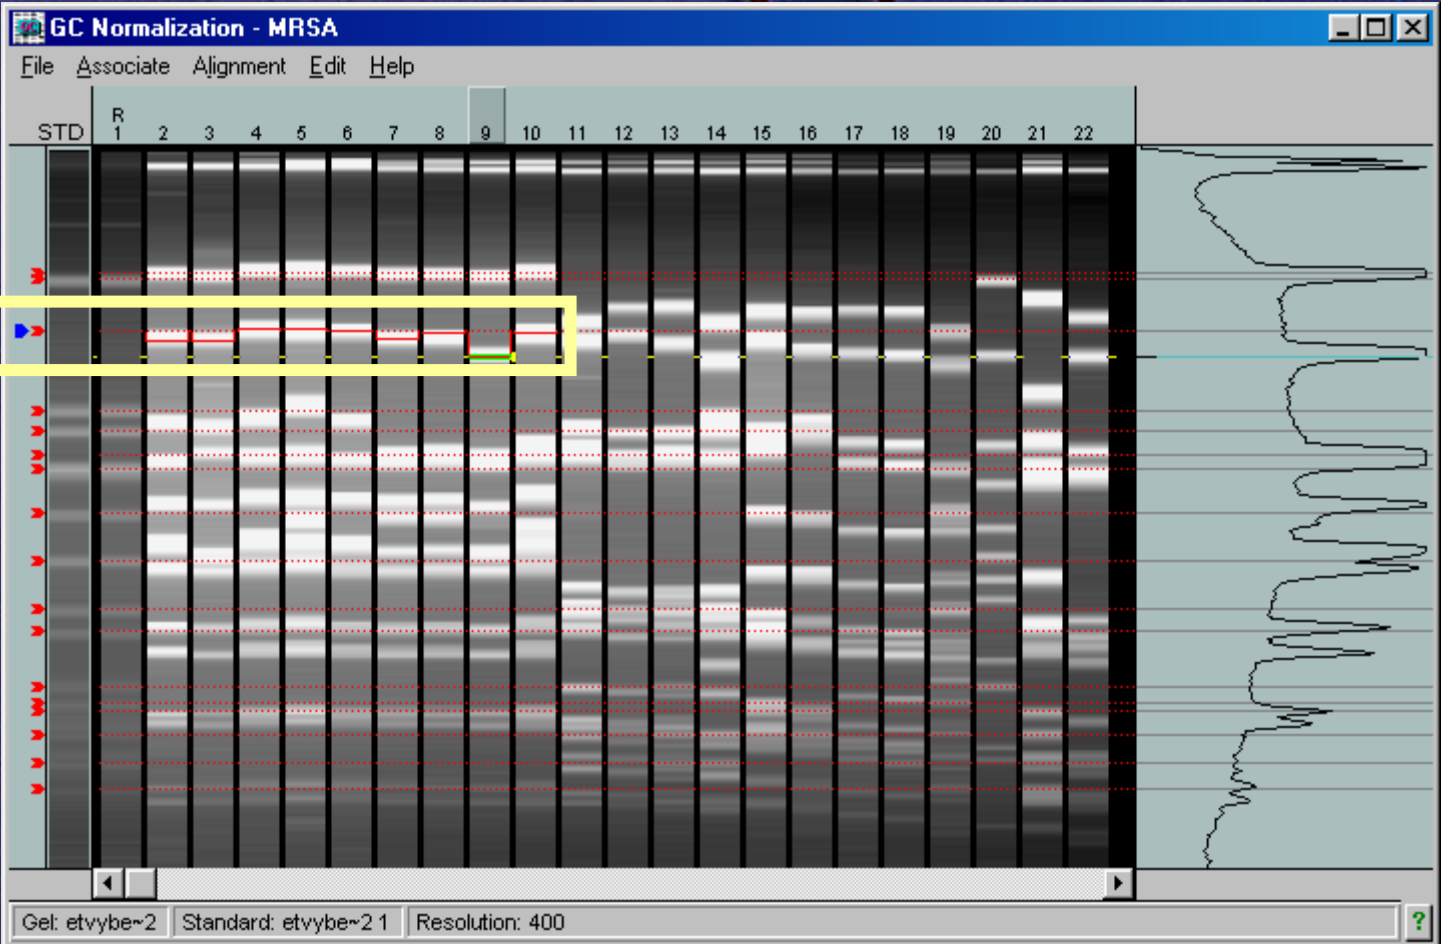 GC Normalization - MRSA
File Associate Alignment Edit Help
R
STD 1 2 3 4 5 6 7 8 9 10 11 12 13 14 15 16 17 18 19 20 21 22
Gel: etvybe~2 Standard: etvybe~2 1 Resolution: 400 ?